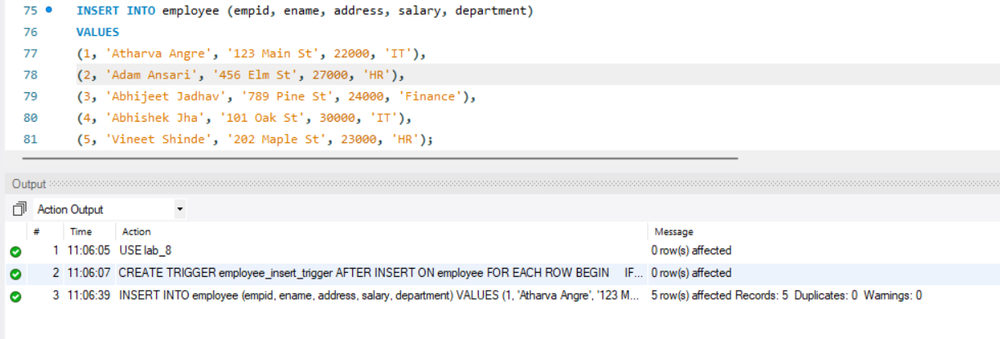 75 INSERT INTO employee (empid, ename, address, salary, department)
76 VALUES
77 (1, 'Atharva Angre', '123 Main St', 22000, 'IT'),
78 (2, 'Adam Ansari', '456 Elm St', 27000, 'HR'),
79 (3, 'Abhijeet Jadhav', '789 Pine St', 24000, 'Finance'),
80 (4, 'Abhishek Jha', '101 Oak St', 30000, 'IT'),
81 (5, 'Vineet Shinde', '202 Maple St', 23000, 'HR');
Output
Action Output
# Time Action Message
1 11:06:05 USE lab_8 0 row(s) affected
2 11:06:07 CREATE TRIGGER employee_insert_trigger AFTER INSERT ON employee FOR EACH ROW BEGIN IF... 0 row(s) affected
3 11:06:39 INSERT INTO employee (empid, ename, address, salary, department) VALUES (1, 'Atharva Angre', '123 M... 5 row(s) affected Records: 5 Duplicates: 0 Warnings: 0